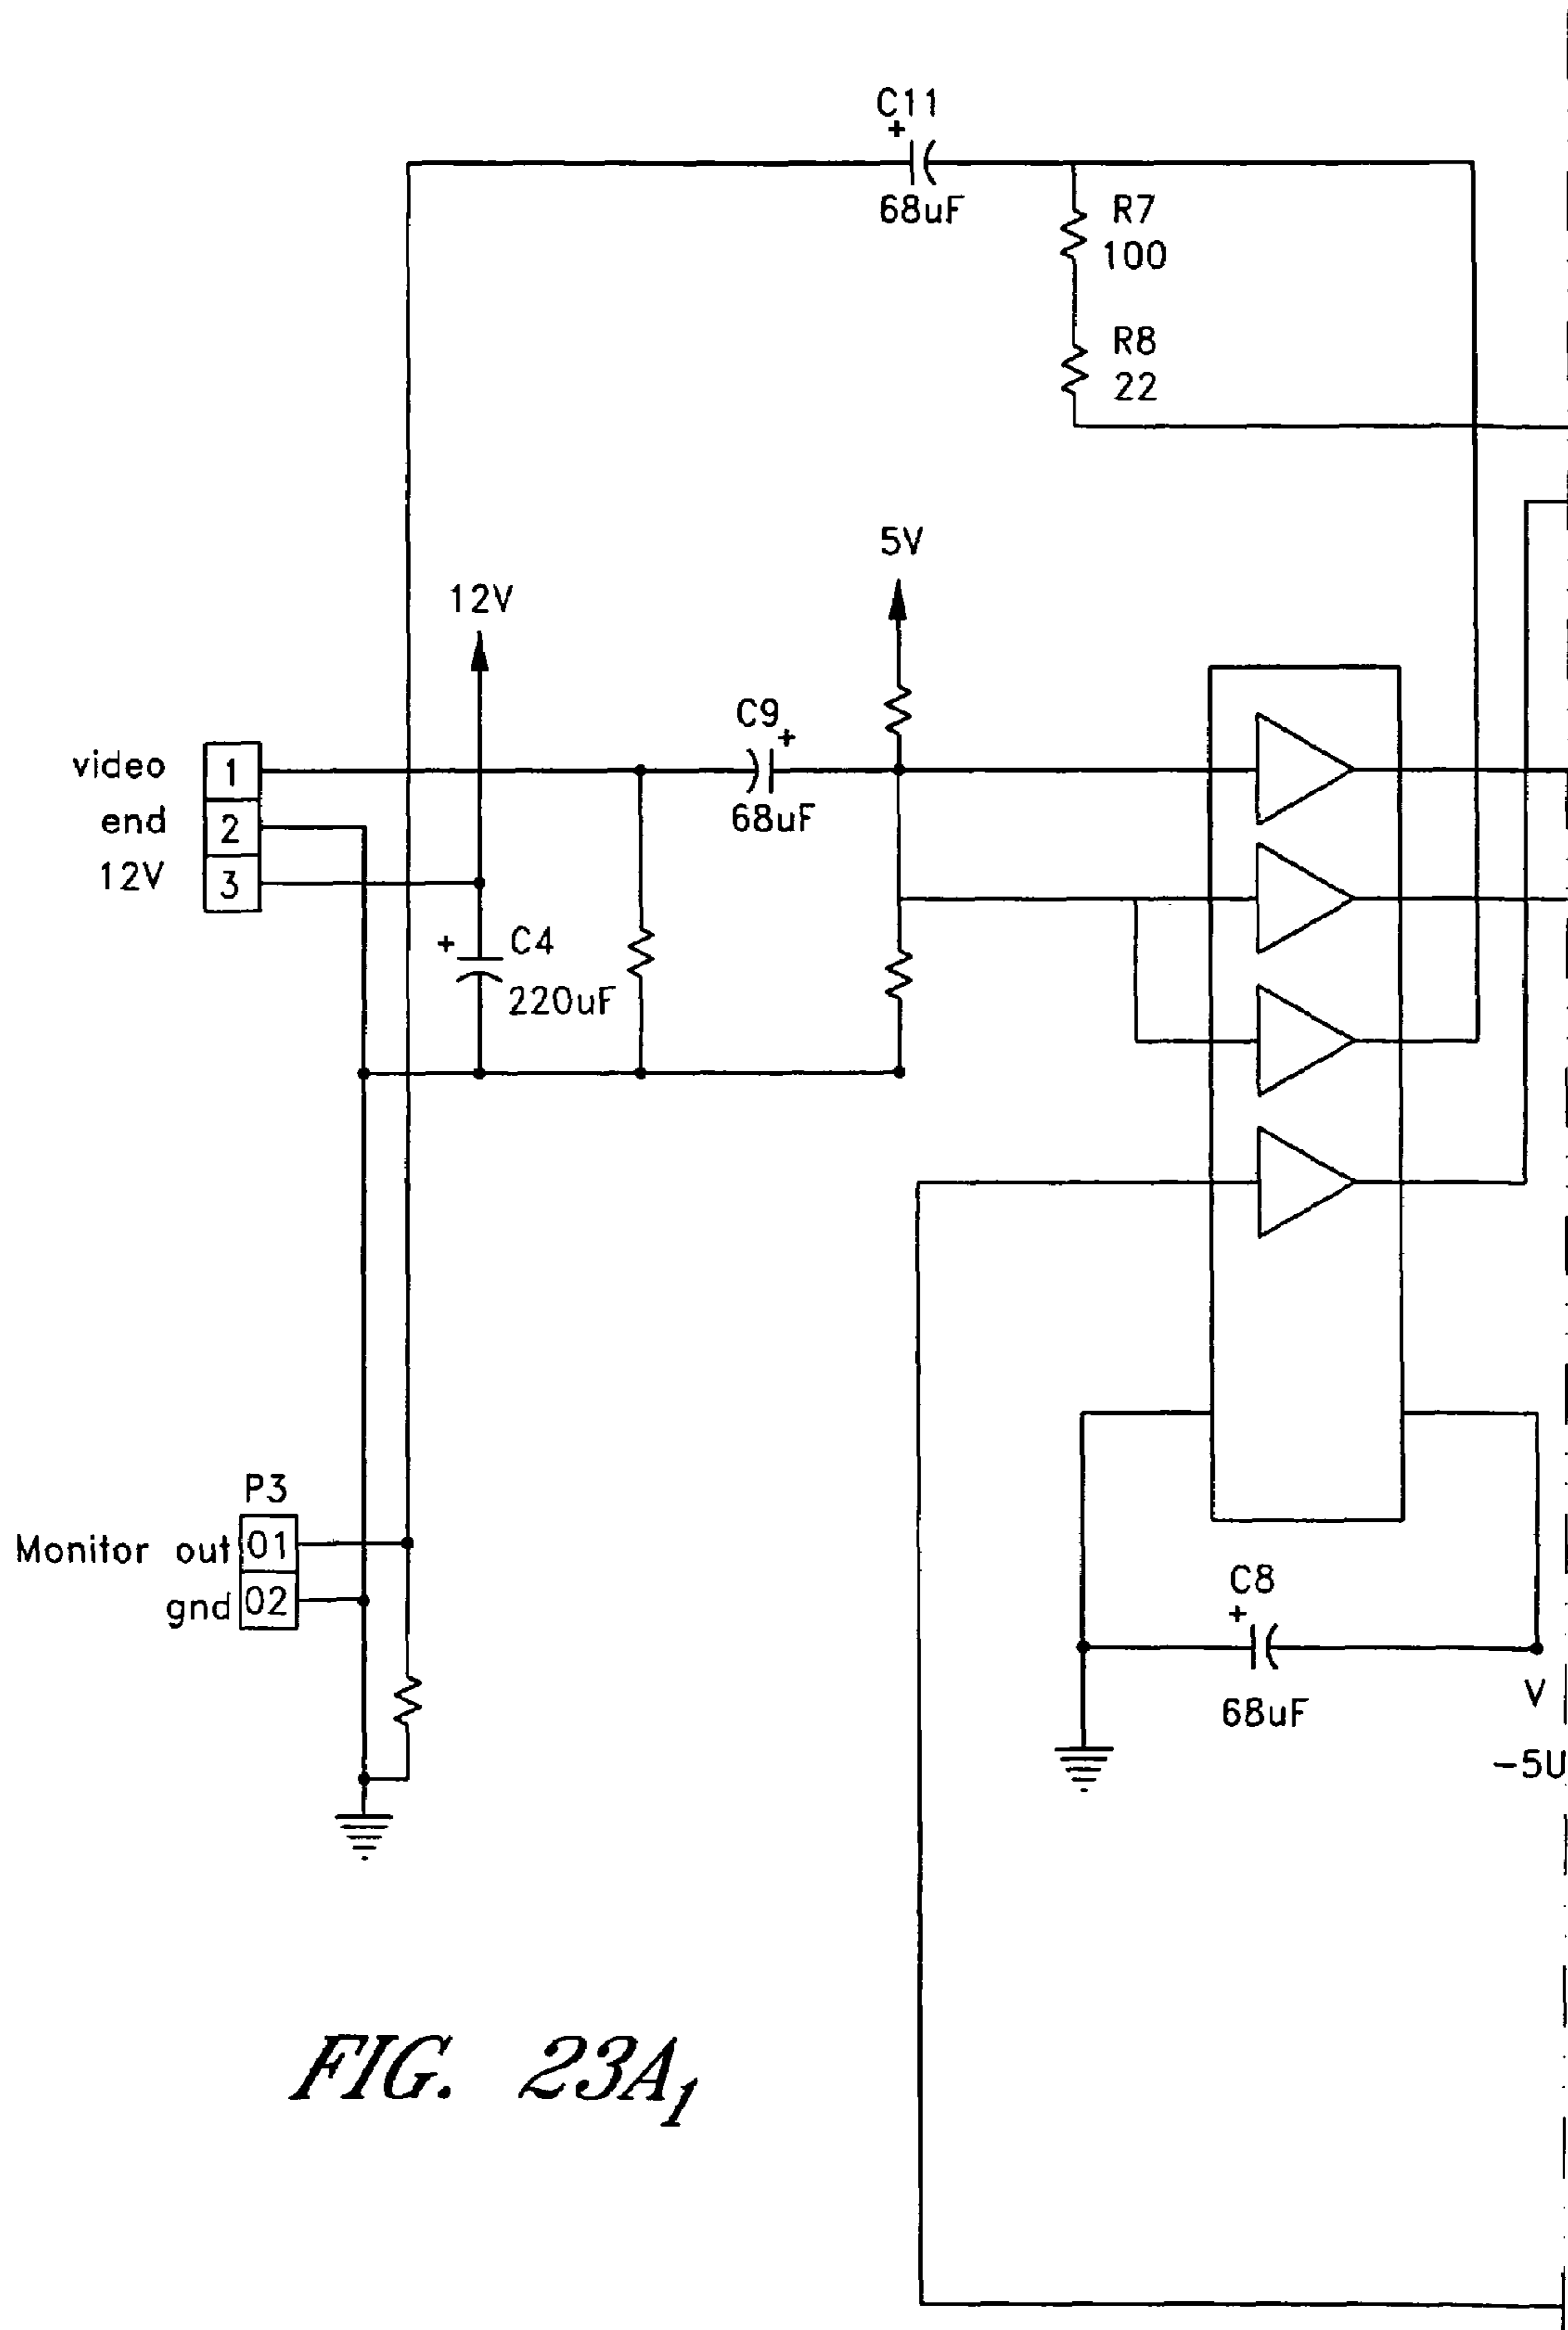 C11
+
68uF
R7
100
R8
22
5V
12V
C9
+
68uF
video 1
end 2
12V 3
+ C4
220uF
P3
Monitor out 01
gnd 02
C8
+
68uF
V
-5U
FIG. 23A1